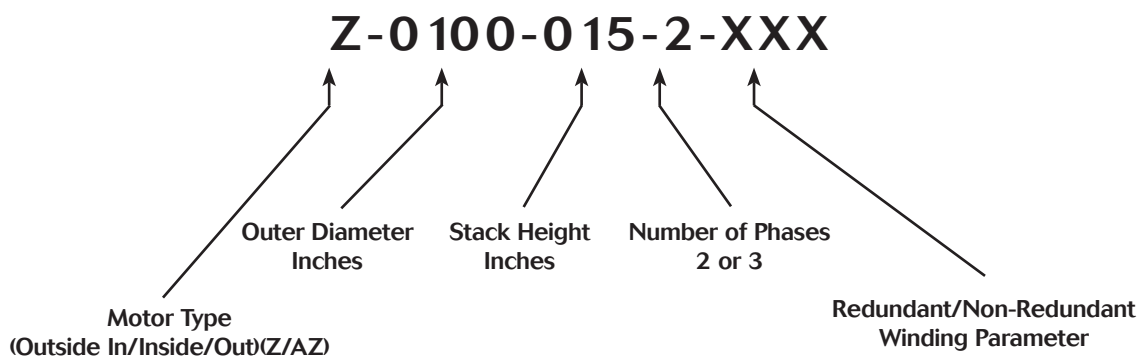 Z-0100-015-2-XXX
Outer Diameter
Inches
Stack Height
Inches
Number of Phases
2 or 3
Motor Type
(Outside In/Inside/Out)(Z/AZ)
Redundant/Non-Redundant
Winding Parameter